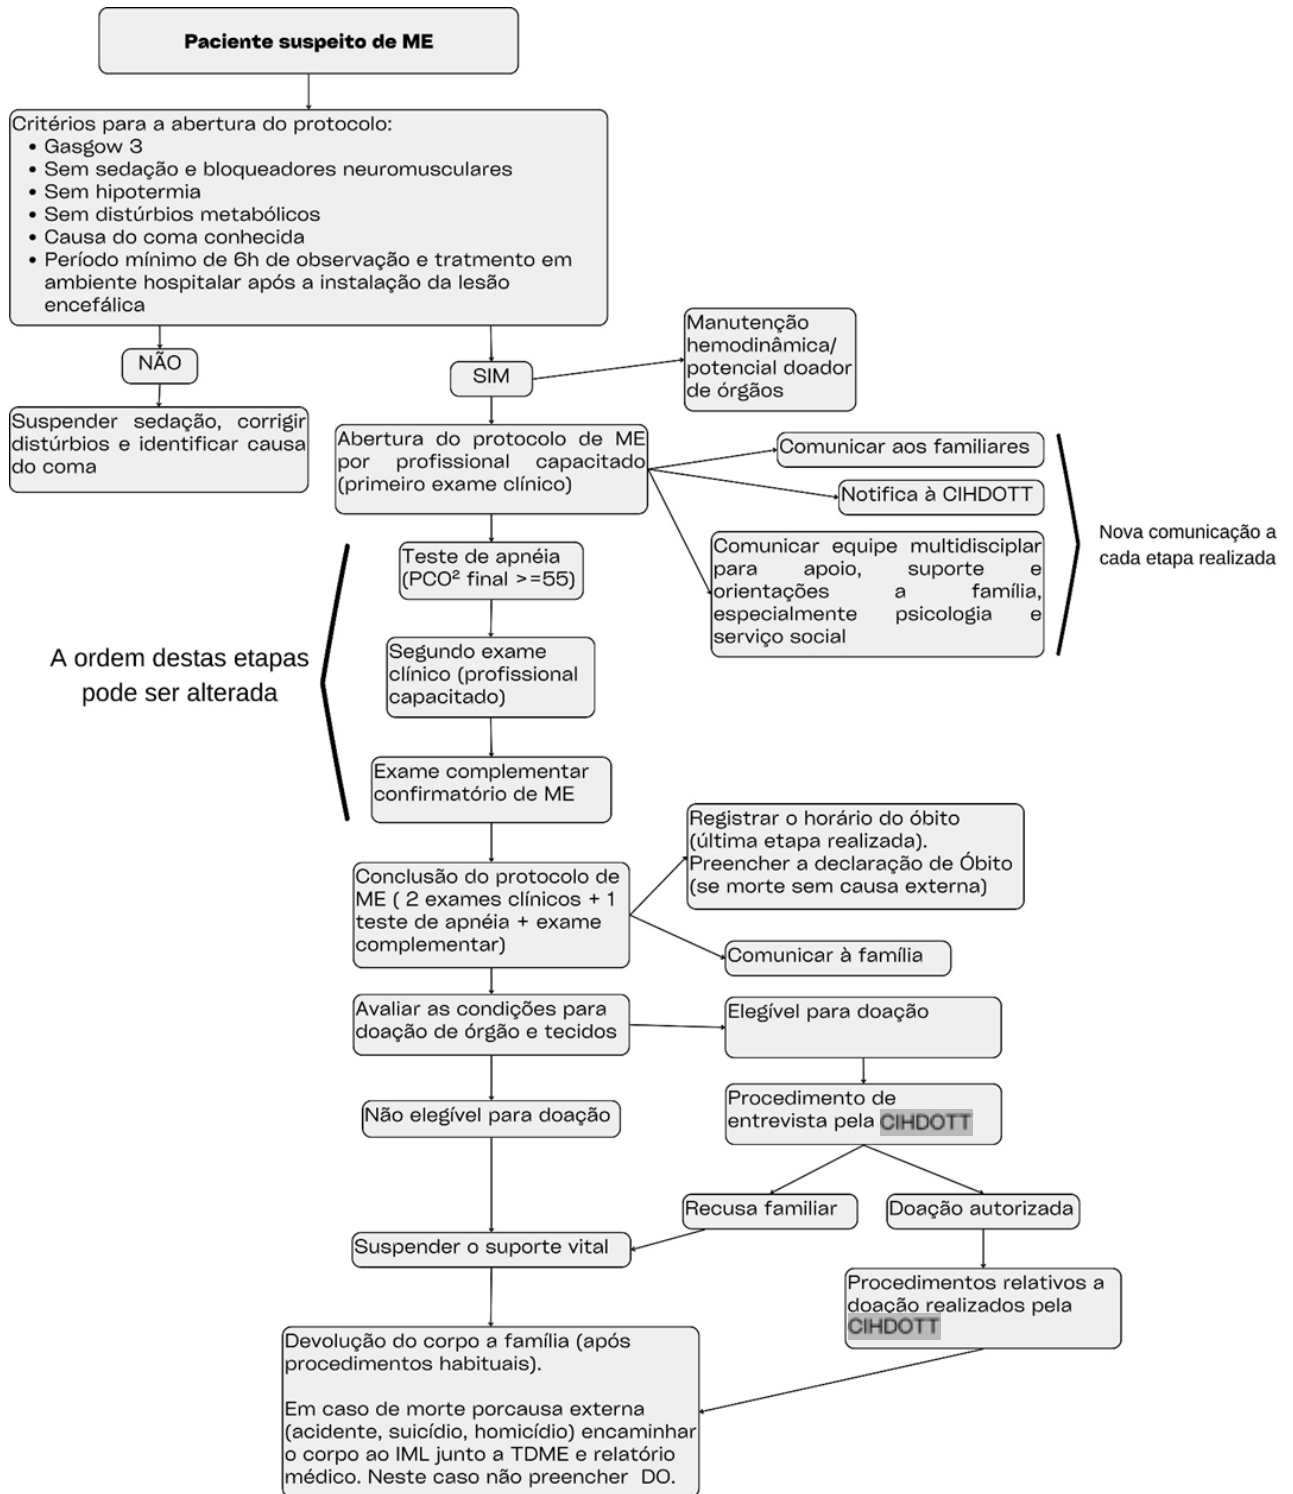 Paciente suspeito de ME
Critérios para a abertura do protocolo:
• Gasgow 3
• Sem sedação e bloqueadores neuromusculares
• Sem hipotermia
• Sem distúrbios metabólicos
• Causa do coma conhecida
• Período mínimo de 6h de observação e tratmento em
ambiente hospitalar após a instalação da lesão
encefálica
NÃO
Suspender sedação, corrigir
distúrbios e identificar causa
do coma
SIM
Manutenção
hemodinâmica/
potencial doador
de órgãos
Abertura do protocolo de ME
por profissional capacitado
(primeiro exame clínico)
Comunicar aos familiares
Notifica à CIHDOTT
Comunicar equipe multidisciplar
para apoio, suporte e
orientações a família,
especialmente psicologia e
serviço social
Nova comunicação a
cada etapa realizada
A ordem destas etapas
pode ser alterada
Teste de apnéia
(PCO² final >=55)
Segundo exame
clínico (profissional
capacitado)
Exame complementar
confirmatório de ME
Conclusão do protocolo de
ME ( 2 exames clínicos + 1
teste de apnéia + exame
complementar)
Registrar o horário do óbito
(última etapa realizada).
Preencher a declaração de Óbito
(se morte sem causa externa)
Comunicar à família
Avaliar as condições para
doação de órgão e tecidos
Elegível para doação
Procedimento de
entrevista pela CIHDOTT
Não elegível para doação
Recusa familiar
Doação autorizada
Suspender o suporte vital
Procedimentos relativos a
doação realizados pela
CIHDOTT
Devolução do corpo a família (após
procedimentos habituais).
Em caso de morte porcausa externa
(acidente, suicídio, homicídio) encaminhar
o corpo ao IML junto a TDME e relatório
médico. Neste caso não preencher DO.